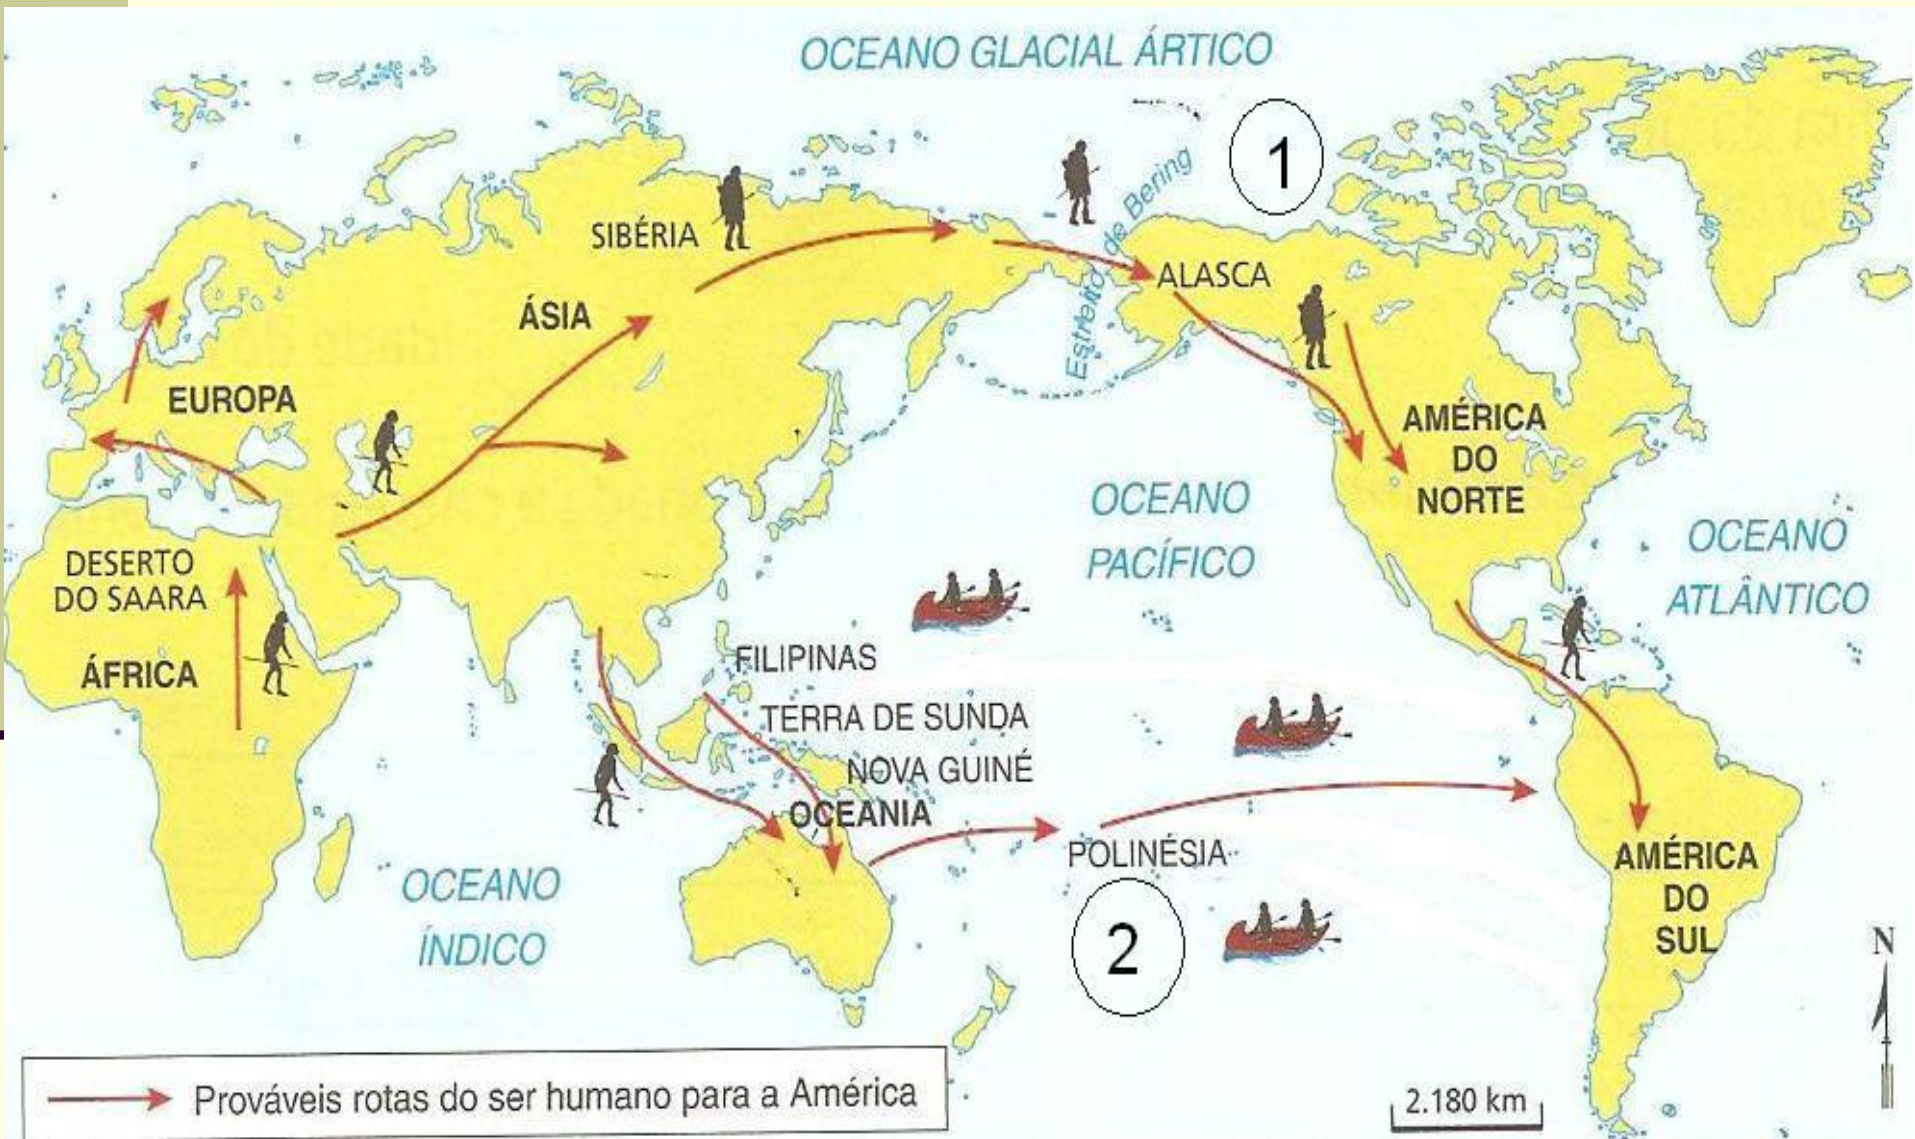 OCEANO GLACIAL ÁRTICO
1
Estreito de Bering
SIBÉRIA
ALASCA
ÁSIA
EUROPA
AMÉRICA
DO
NORTE
OCEANO
PACÍFICO
OCEANO
ATLÂNTICO
DESERTO
DO SAARA
ÁFRICA
FILIPINAS
TERRA DE SUNDA
NOVA GUINÉ
OCEANIA
POLINÉSIA
2
OCEANO
ÍNDICO
AMÉRICA
DO
SUL
N
Prováveis rotas do ser humano para a América
2.180 km